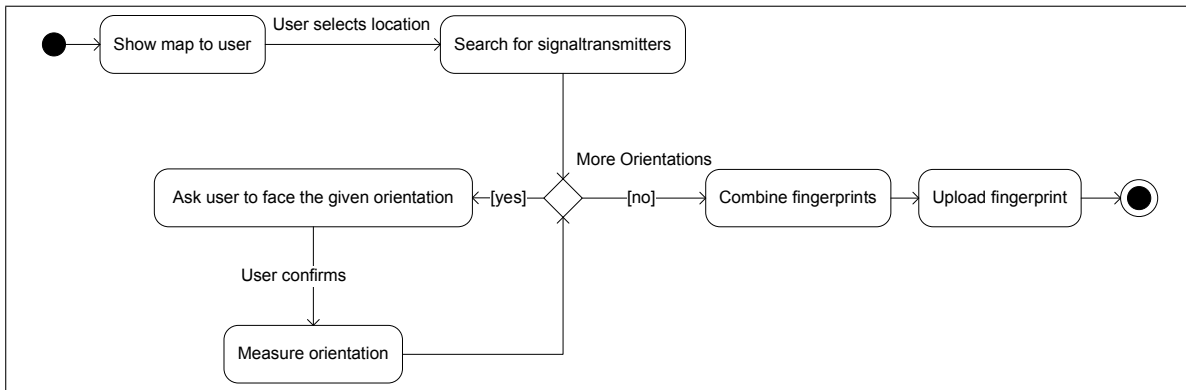 User selects location
Show map to user
Search for signaltransmitters
More Orientations
Ask user to face the given orientation
[yes]
[no]
Combine fingerprints
Upload fingerprint
User confirms
Measure orientation